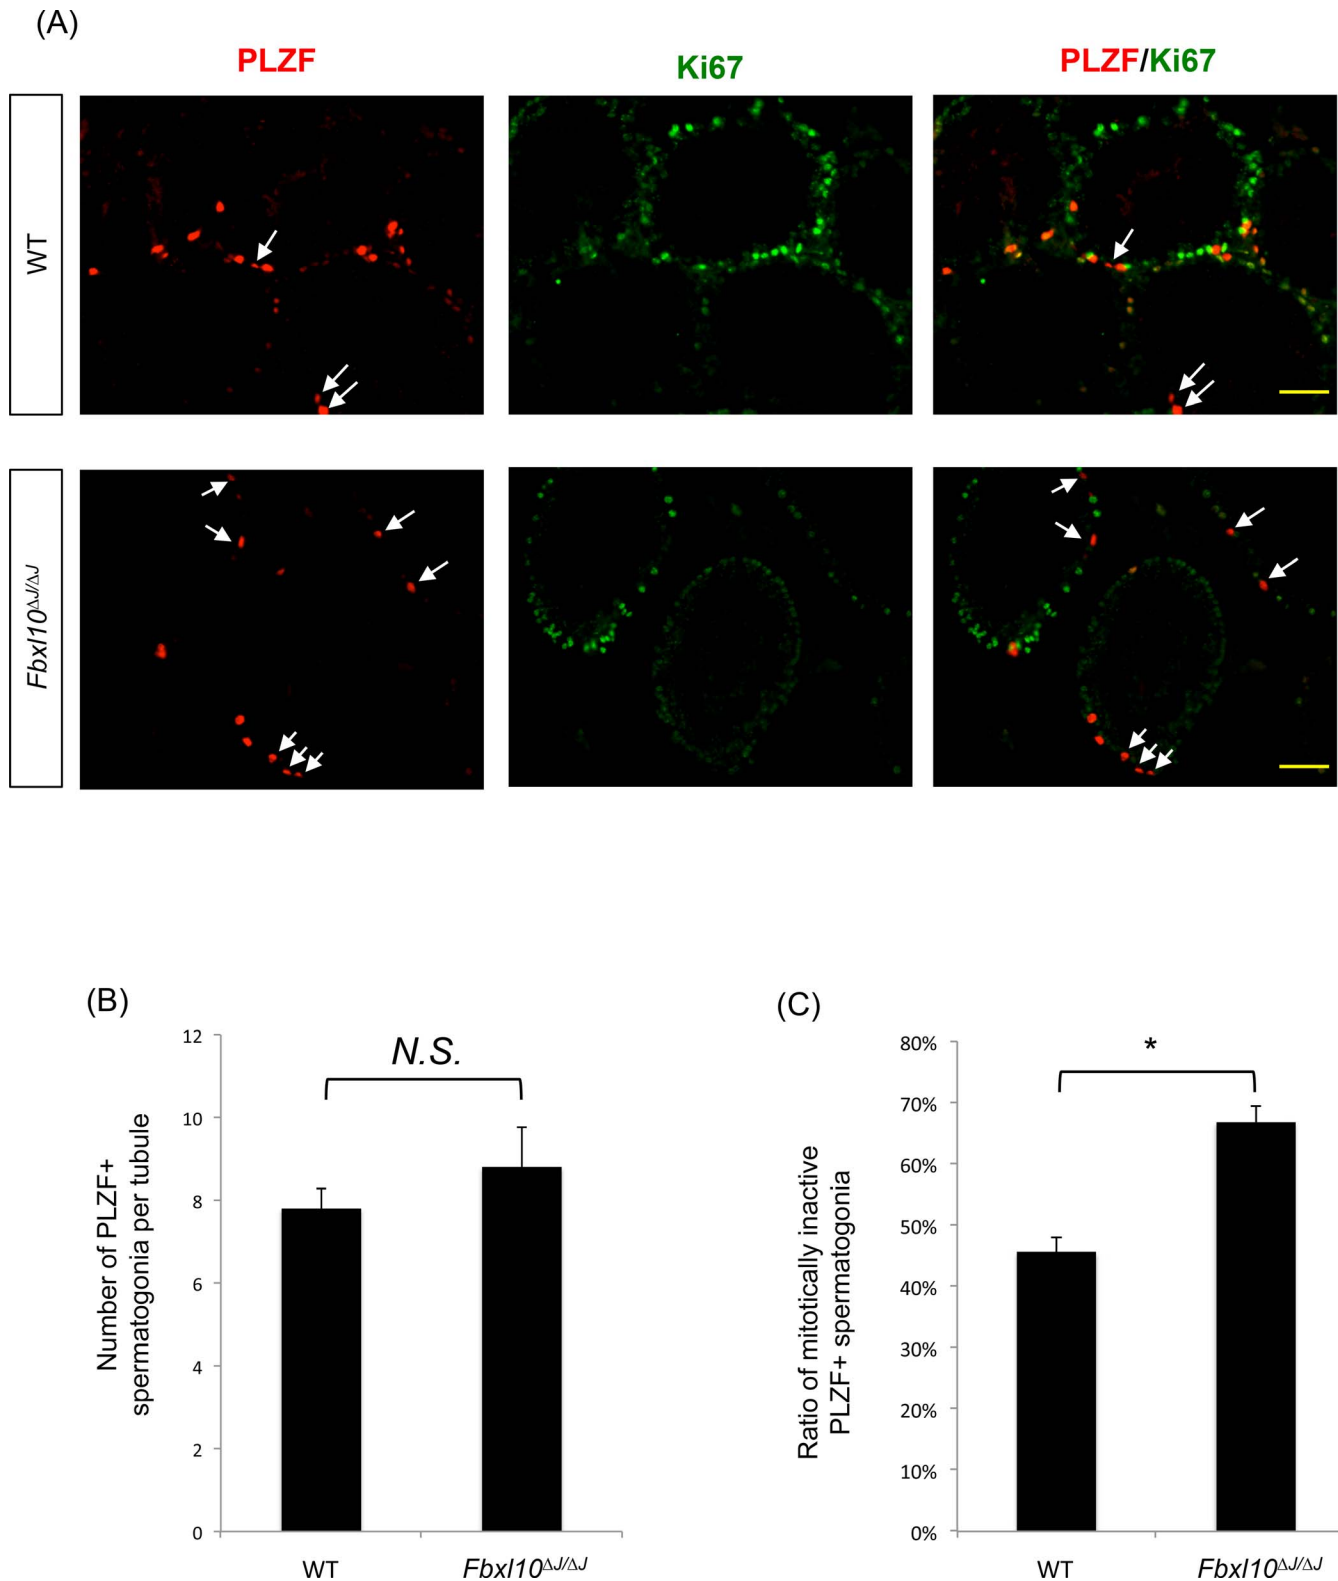 (A)
PLZF
Ki67
PLZF/Ki67
WT
Fbxl10ΔJ/ΔJ
(B)
12
10
8
6
4
2
0
Number of PLZF+
spermatogonia per tubule
N.S.
WT
Fbxl10ΔJ/ΔJ
(C)
80%
70%
60%
50%
40%
30%
20%
10%
0%
Ratio of mitotically inactive
PLZF+ spermatogonia
*
WT
Fbxl10ΔJ/ΔJ